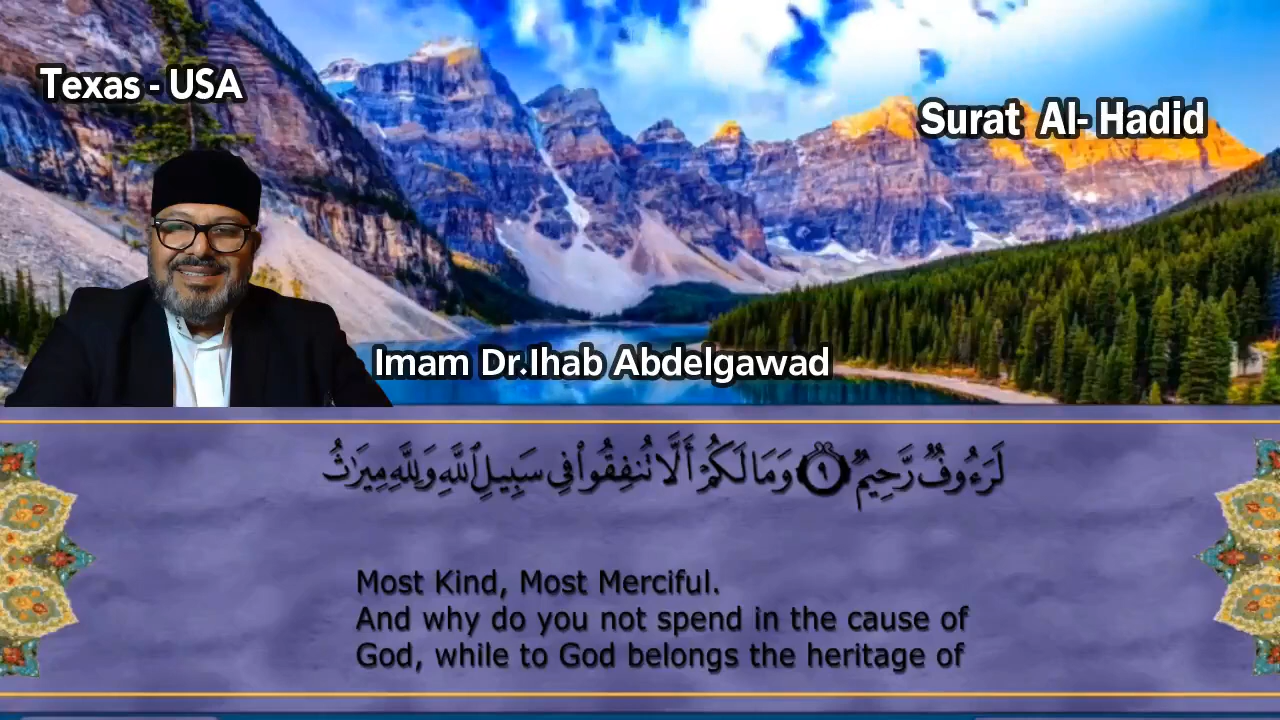 Texas - USA
Surat Al- Hadid
Imam Dr.Ihab Abdelgawad
لَرَءُوفٌ رَّحِيمٌ ٩ وَمَا لَكُمْ أَلَّا تُنفِقُوا۟ فِى سَبِيلِ ٱللَّهِ وَلِلَّهِ مِيرَٰثُ
Most Kind, Most Merciful.
And why do you not spend in the cause of
God, while to God belongs the heritage of